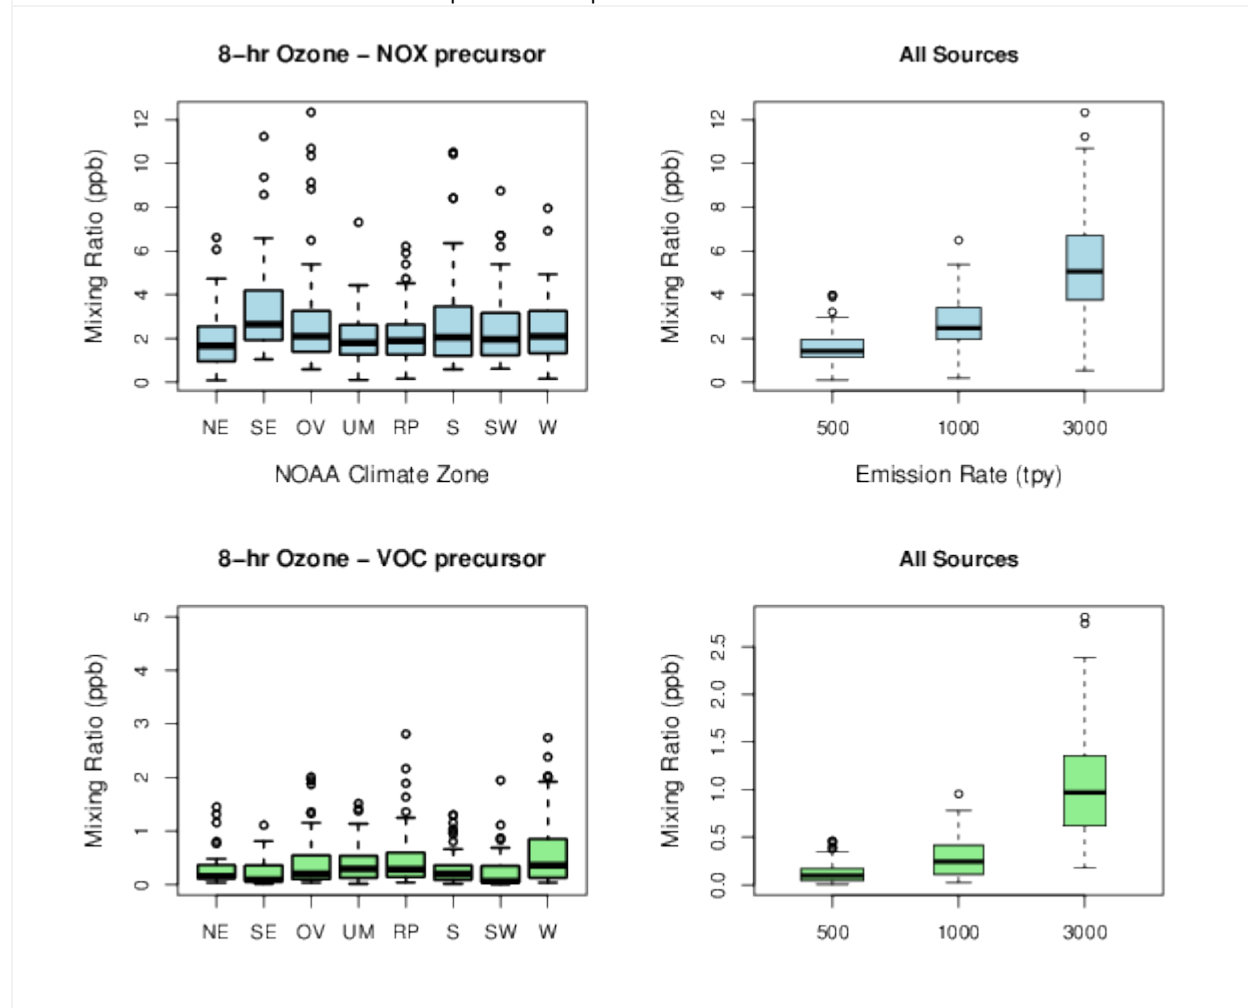 8-hr Ozone – NOX precursor
Mixing Ratio (ppb)
12
10
8
6
4
2
0
NE SE OV UM RP S SW W
NOAA Climate Zone
All Sources
Mixing Ratio (ppb)
12
10
8
6
4
2
0
500 1000 3000
Emission Rate (tpy)
8-hr Ozone – VOC precursor
Mixing Ratio (ppb)
5
4
3
2
1
0
NE SE OV UM RP S SW W
All Sources
Mixing Ratio (ppb)
2.5
2.0
1.5
1.0
0.5
0.0
500 1000 3000